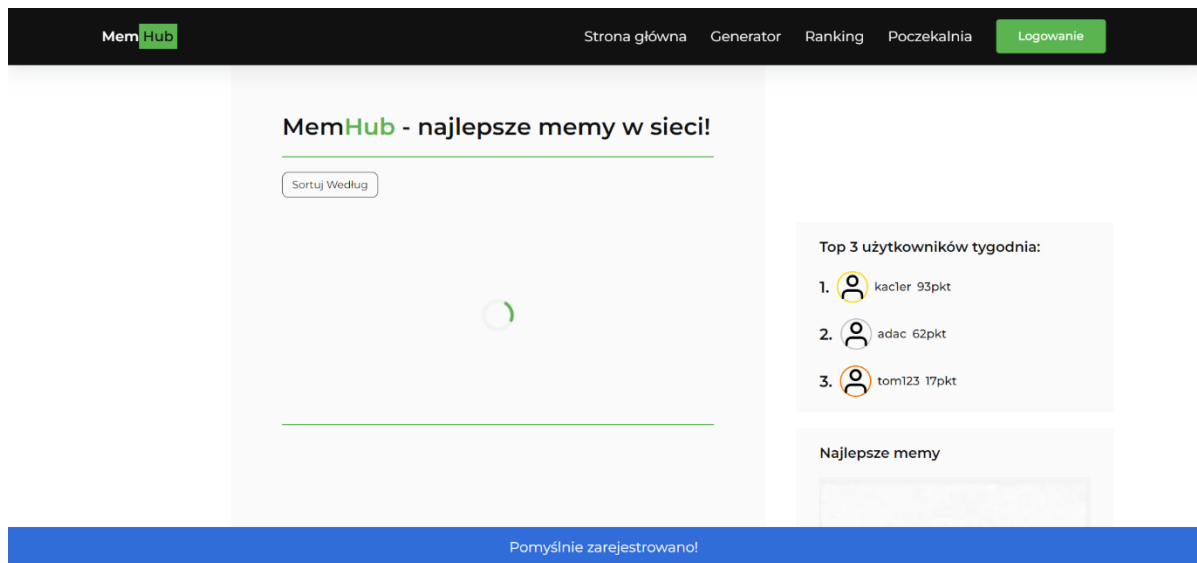 MemHub Strona główna Generator Ranking Poczekalnia Logowanie
MemHub - najlepsze memy w sieci!
Sortuj Według
Top 3 użytkowników tygodnia:
1. kac1er 93pkt
2. adac 62pkt
3. tom123 17pkt
Najlepsze memy
Pomyślnie zarejestrowano!